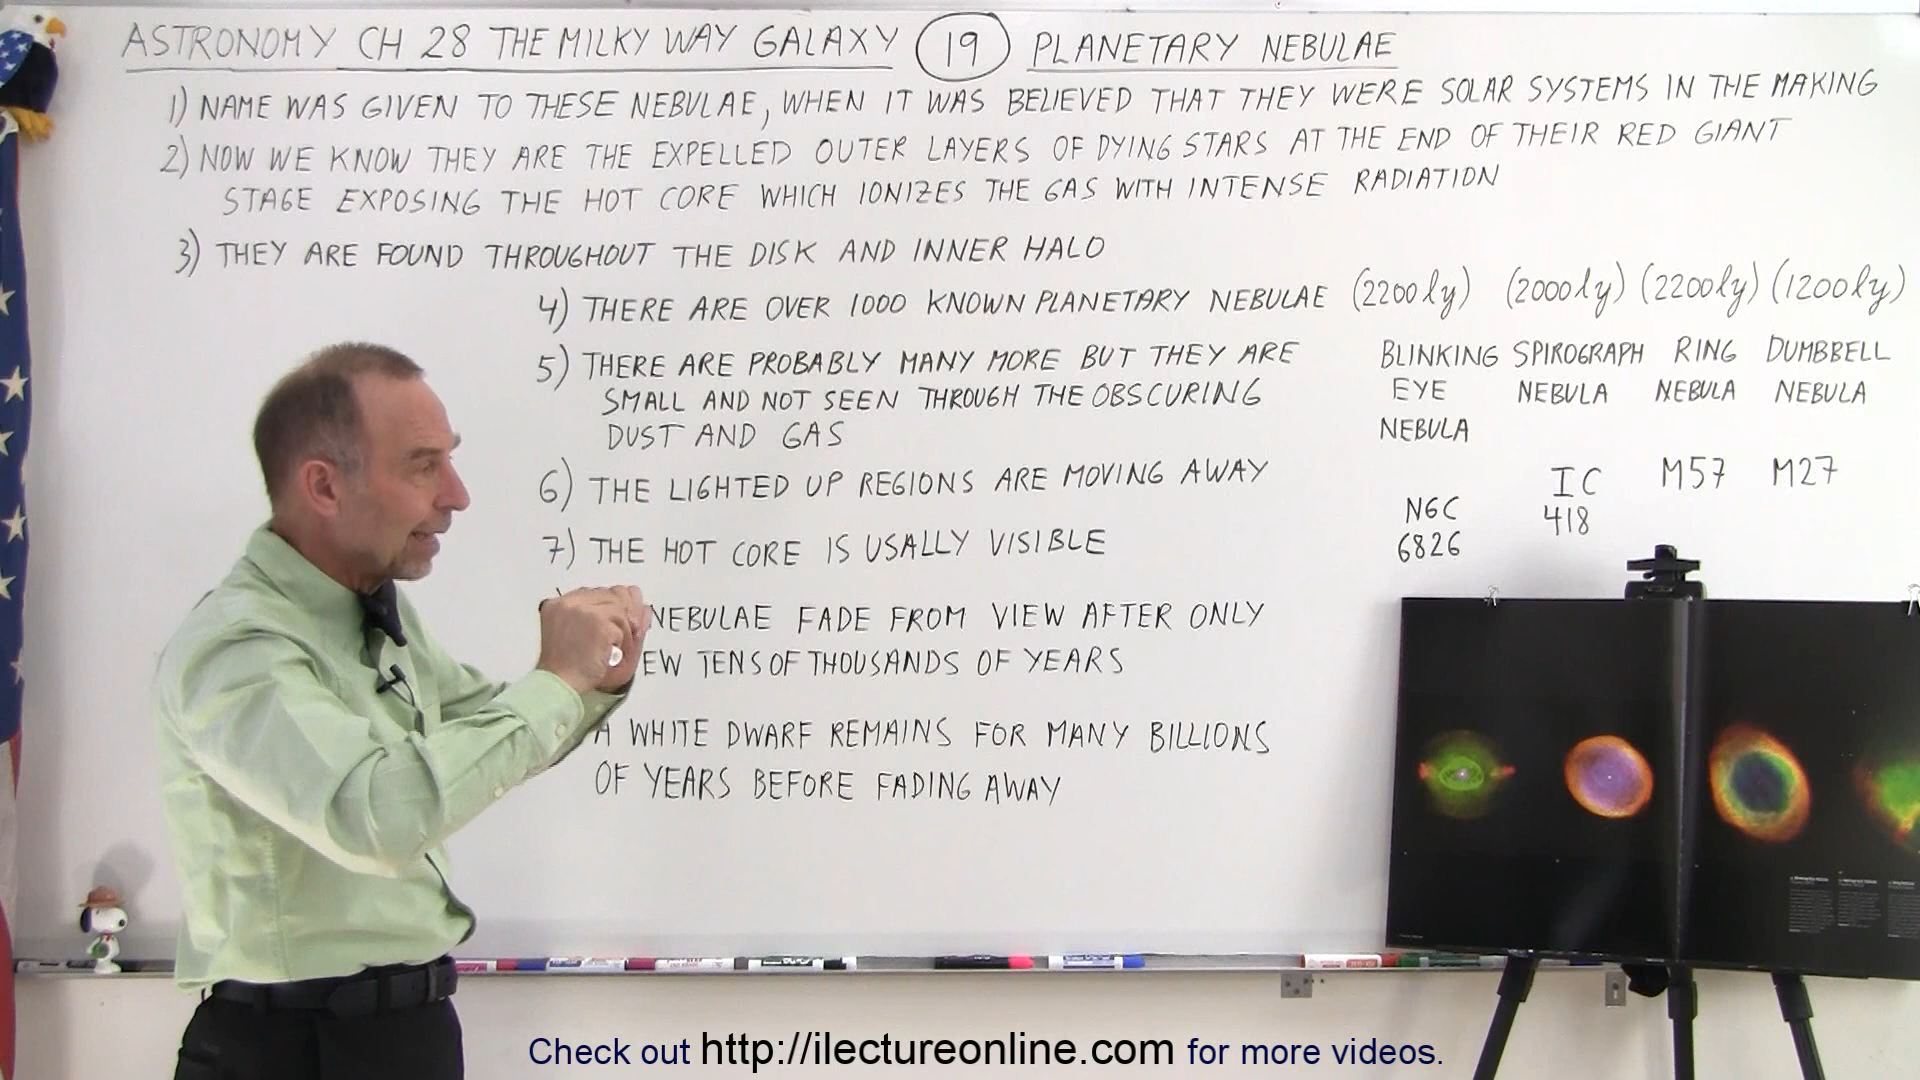 ASTRONOMY CH 28 THE MILKY WAY GALAXY 19 PLANETARY NEBULAE
1) NAME WAS GIVEN TO THESE NEBULAE, WHEN IT WAS BELIEVED THAT THEY WERE SOLAR SYSTEMS IN THE MAKING
2) NOW WE KNOW THEY ARE THE EXPELLED OUTER LAYERS OF DYING STARS AT THE END OF THEIR RED GIANT
STAGE EXPOSING THE HOT CORE WHICH IONIZES THE GAS WITH INTENSE RADIATION
3) THEY ARE FOUND THROUGHOUT THE DISK AND INNER HALO
4) THERE ARE OVER 1000 KNOWN PLANETARY NEBULAE
5) THERE ARE PROBABLY MANY MORE BUT THEY ARE
SMALL AND NOT SEEN THROUGH THE OBSCURING
DUST AND GAS
6) THE LIGHTED UP REGIONS ARE MOVING AWAY
7) THE HOT CORE IS USALLY VISIBLE
NEBULAE FADE FROM VIEW AFTER ONLY
EW TENS OF THOUSANDS OF YEARS
A WHITE DWARF REMAINS FOR MANY BILLIONS
OF YEARS BEFORE FADING AWAY
(2200 ly) (2000 ly) (2200 ly) (1200 ly)
BLINKING SPIROGRAPH RING DUMBBELL
EYE NEBULA NEBULA NEBULA
NEBULA
IC M57 M27
NGC 418
6826
Check out http://ilectureonline.com for more videos.